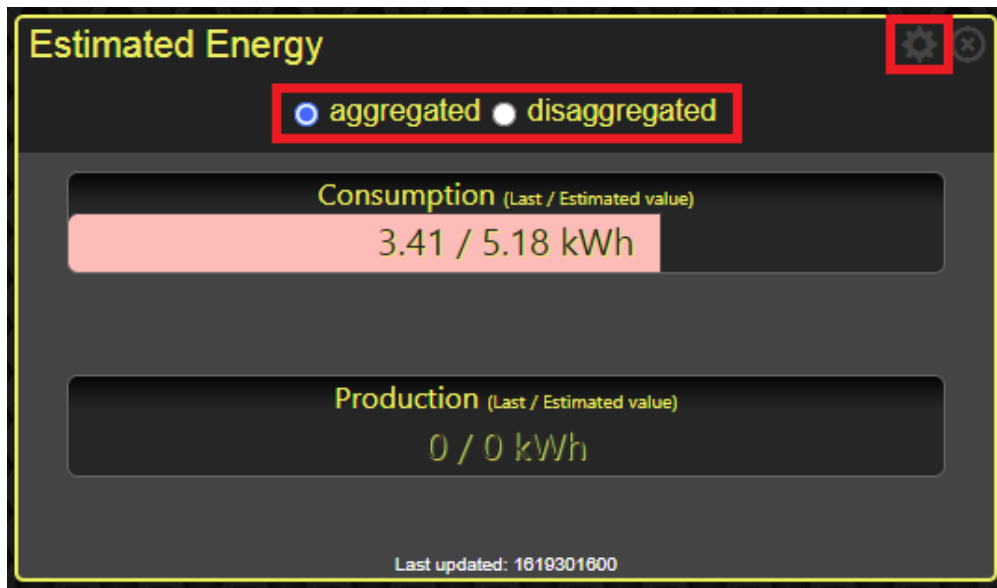 Estimated Energy
aggregated disaggregated
Consumption (Last / Estimated value)
3.41 / 5.18 kWh
Production (Last / Estimated value)
0 / 0 kWh
Last updated: 1619301600